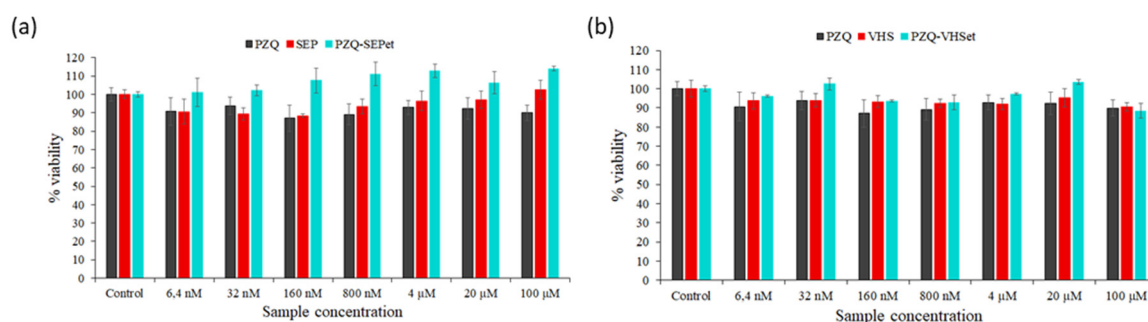 (a)
PZQ SEP PZQ-SEPet
120
110
100
90
80
70
60
50
40
30
20
10
0
% viability
Control 6,4 nM 32 nM 160 nM 800 nM 4 µM 20 µM 100 µM
Sample concentration
(b)
PZQ VHS PZQ-VHSet
120
110
100
90
80
70
60
50
40
30
20
10
0
% viability
Control 6,4 nM 32 nM 160 nM 800 nM 4 µM 20 µM 100 µM
Sample concentration